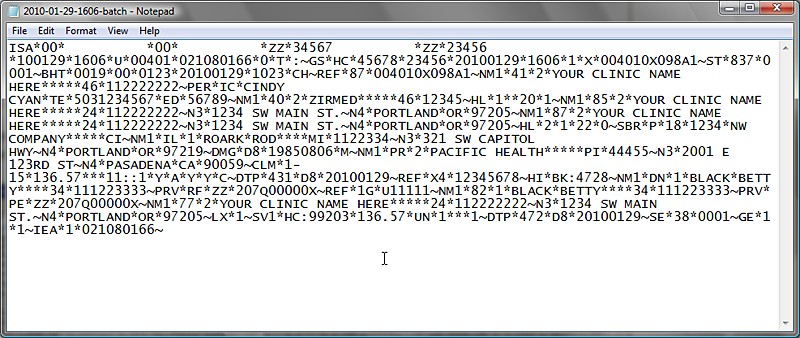 2010-01-29-1606-batch - Notepad
File Edit Format View Help
ISA*00*          *00*          *ZZ*34567          *ZZ*23456
*100129*1606*U*00401*021080166*0*T*:~GS*HC*45678*23456*20100129*1606*1*X*004010X098A1~ST*837*0
001~BHT*0019*00*0123*20100129*1023*CH~REF*87*004010X098A1~NM1*41*2*YOUR CLINIC NAME
HERE*****46*112222222~PER*IC*CINDY
CYAN*TE*5031234567*ED*56789~NM1*40*2*ZIRMED*****46*12345~HL*1**20*1~NM1*85*2*YOUR CLINIC NAME
HERE*****24*112222222~N3*1234 SW MAIN ST.~N4*PORTLAND*OR*97205~NM1*87*2*YOUR CLINIC NAME
HERE*****24*112222222~N3*1234 SW MAIN ST.~N4*PORTLAND*OR*97205~HL*2*1*22*0~SBR*P*18*1234*NW
COMPANY*****CI~NM1*IL*1*ROARK*ROD****MI*1122334~N3*321 SW CAPITOL
HWY~N4*PORTLAND*OR*97219~DMG*D8*19850806*M~NM1*PR*2*PACIFIC HEALTH*****PI*44455~N3*2001 E
123RD ST~N4*PASADENA*CA*90059~CLM*1-
15*136.57***11::1*Y*A*Y*Y*C~DTP*431*D8*20100129~REF*X4*12345678~HI*BK:4728~NM1*DN*1*BLACK*BETT
Y****34*111223333~PRV*RF*ZZ*207Q00000X~REF*1G*U11111~NM1*82*1*BLACK*BETTY****34*111223333~PRV*
PE*ZZ*207Q00000X~NM1*77*2*YOUR CLINIC NAME HERE*****24*112222222~N3*1234 SW MAIN
ST.~N4*PORTLAND*OR*97205~LX*1~SV1*HC:99203*136.57*UN*1***1~DTP*472*D8*20100129~SE*38*0001~GE*1
*1~IEA*1*021080166~